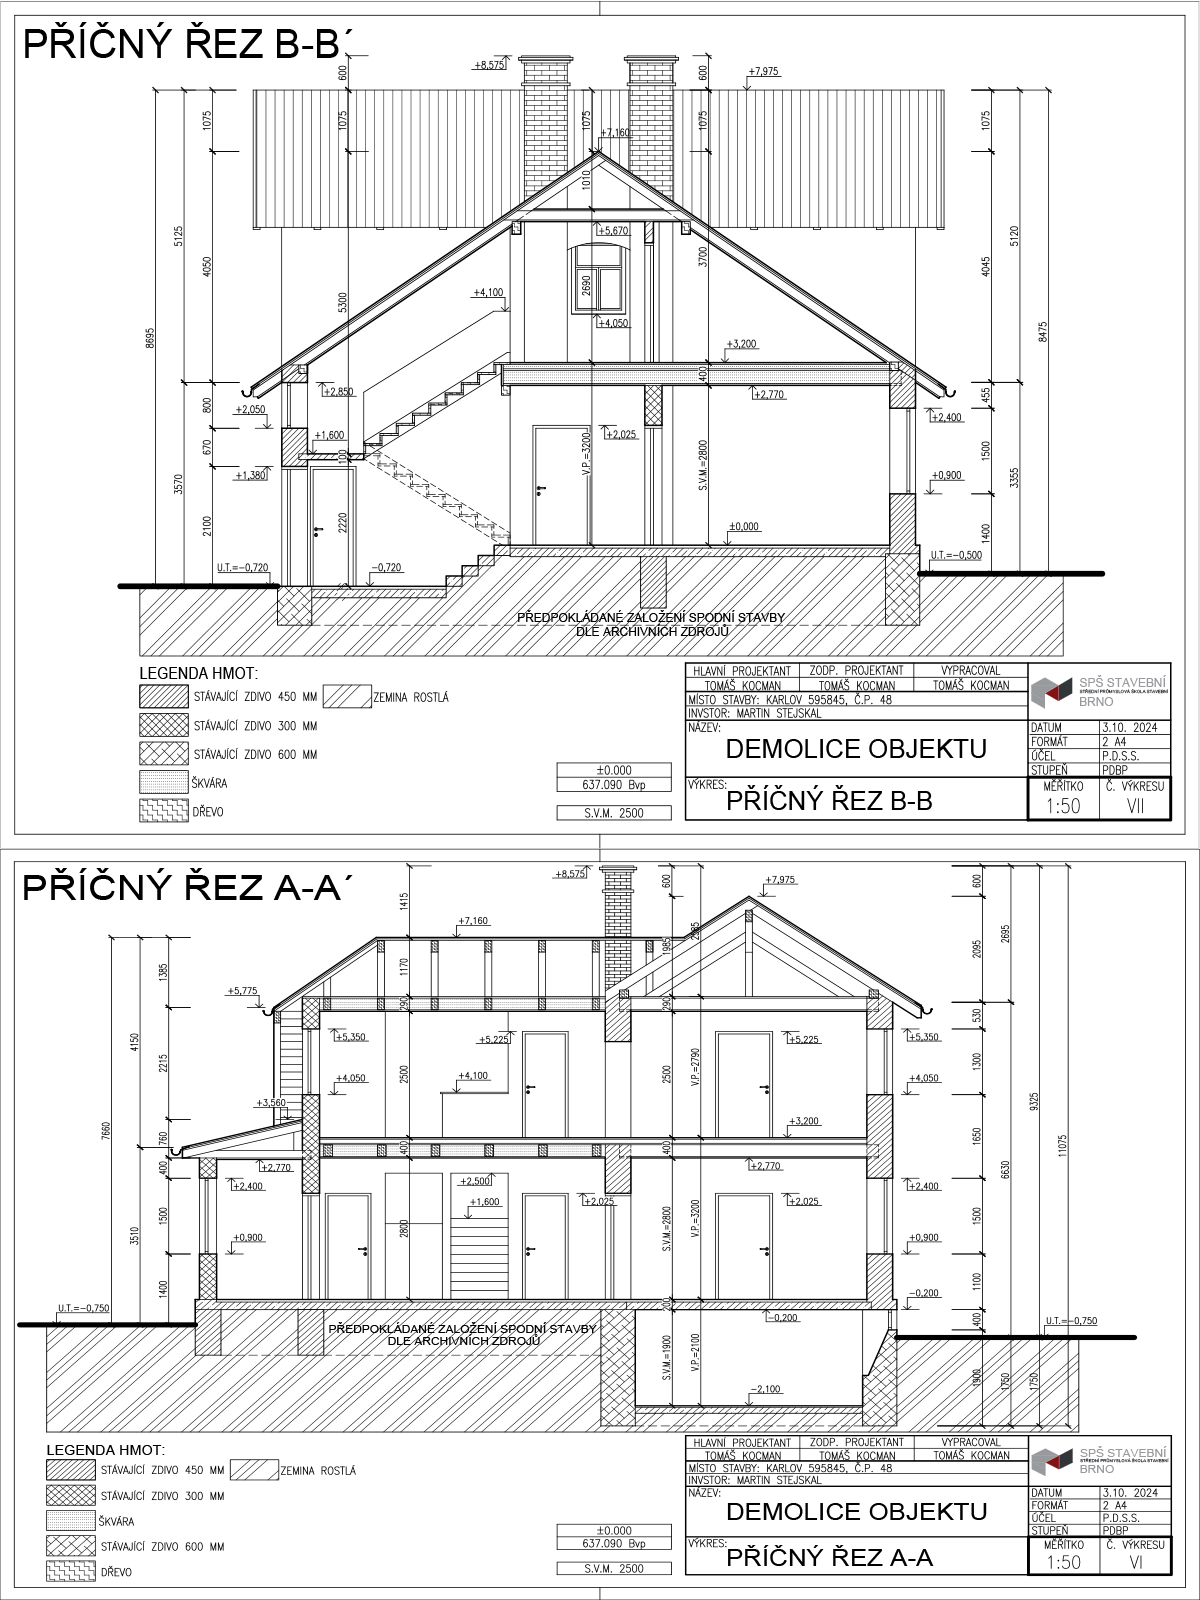 PŘÍČNÝ ŘEZ B-B´
+8,575
+7,975
600
600
1075
1075
1075
1075
1075
+7,160
1010
+5,670
5125
4050
5300
3700
5120
4045
2690
+4,100
+4,050
8695
8475
+3,200
400
+2,850
+2,770
800
+2,050
455
+2,400
+1,600
+2,025
670
100
V.P.=3200
S.V.M.=2800
1500
3570
+1,380
+0,900
3355
2100
2220
±0,000
1400
U.T.=-0,720
-0,720
U.T.=-0,500
PŘEDPOKLÁDANÉ ZALOŽENÍ SPODNÍ STAVBY
DLE ARCHIVNÍCH ZDROJŮ
LEGENDA HMOT:
STÁVAJÍCÍ ZDIVO 450 MM
ZEMINA ROSTLÁ
STÁVAJÍCÍ ZDIVO 300 MM
STÁVAJÍCÍ ZDIVO 600 MM
ŠKVÁRA
DŘEVO
±0.000
637.090 Bvp
S.V.M. 2500
HLAVNÍ PROJEKTANT ZODP. PROJEKTANT VYPRACOVAL
TOMÁŠ KOCMAN TOMÁŠ KOCMAN TOMÁŠ KOCMAN
MÍSTO STAVBY: KARLOV 595845, Č.P. 48
INVSTOR: MARTIN STEJSKAL
NÁZEV:
DEMOLICE OBJEKTU
VÝKRES:
PŘÍČNÝ ŘEZ B-B
SPŠ STAVEBNÍ
STŘEDNÍ PRŮMYSLOVÁ ŠKOLA STAVEBNÍ
BRNO
DATUM 3.10. 2024
FORMÁT 2 A4
ÚČEL P.D.S.S.
STUPEŇ PDBP
MĚŘÍTKO Č. VÝKRESU
1:50 VII
PŘÍČNÝ ŘEZ A-A´
+8,575
+7,975
1415
600
600
+7,160
1985
2985
2095
2695
1385
1170
+5,775
290
290
530
4150
+5,350
+5,225
+5,225
+5,350
2215
2500
2500
V.P.=2790
1300
+4,050
+4,100
+4,050
+3,560
9325
7660
+3,200
1650
11075
760
400
400
400
+2,770
+2,770
6630
+2,400
+2,500
+2,400
+1,600
+2,025
+2,025
1500
3510
+0,900
2800
S.V.M.=2800
V.P.=3200
+0,900
1500
1400
1100
200
-0,200
U.T.=-0,750
-0,200
400
U.T.=-0,750
PŘEDPOKLÁDANÉ ZALOŽENÍ SPODNÍ STAVBY
DLE ARCHIVNÍCH ZDROJŮ
S.V.M.=1900
V.P.=2100
-2,100
1900
1750
1750
LEGENDA HMOT:
STÁVAJÍCÍ ZDIVO 450 MM
ZEMINA ROSTLÁ
STÁVAJÍCÍ ZDIVO 300 MM
ŠKVÁRA
STÁVAJÍCÍ ZDIVO 600 MM
DŘEVO
±0.000
637.090 Bvp
S.V.M. 2500
HLAVNÍ PROJEKTANT ZODP. PROJEKTANT VYPRACOVAL
TOMÁŠ KOCMAN TOMÁŠ KOCMAN TOMÁŠ KOCMAN
MÍSTO STAVBY: KARLOV 595845, Č.P. 48
INVSTOR: MARTIN STEJSKAL
NÁZEV:
DEMOLICE OBJEKTU
VÝKRES:
PŘÍČNÝ ŘEZ A-A
SPŠ STAVEBNÍ
STŘEDNÍ PRŮMYSLOVÁ ŠKOLA STAVEBNÍ
BRNO
DATUM 3.10. 2024
FORMÁT 2 A4
ÚČEL P.D.S.S.
STUPEŇ PDBP
MĚŘÍTKO Č. VÝKRESU
1:50 VI